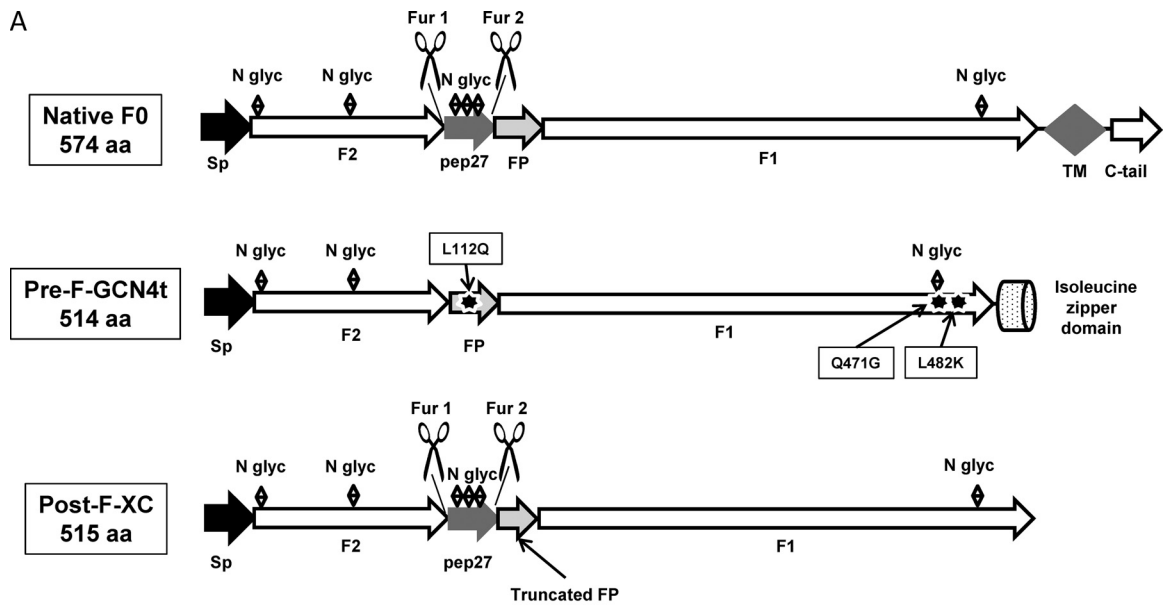 A
Fur 1 Fur 2
N glyc N glyc N glyc N glyc
Native F0
574 aa
Sp F2 pep27 FP F1 TM C-tail
N glyc N glyc L112Q N glyc
Pre-F-GCN4t
514 aa
Isoleucine
zipper
domain
Sp F2 FP F1
Q471G L482K
Fur 1 Fur 2
N glyc N glyc N glyc N glyc
Post-F-XC
515 aa
Sp F2 pep27 F1
Truncated FP